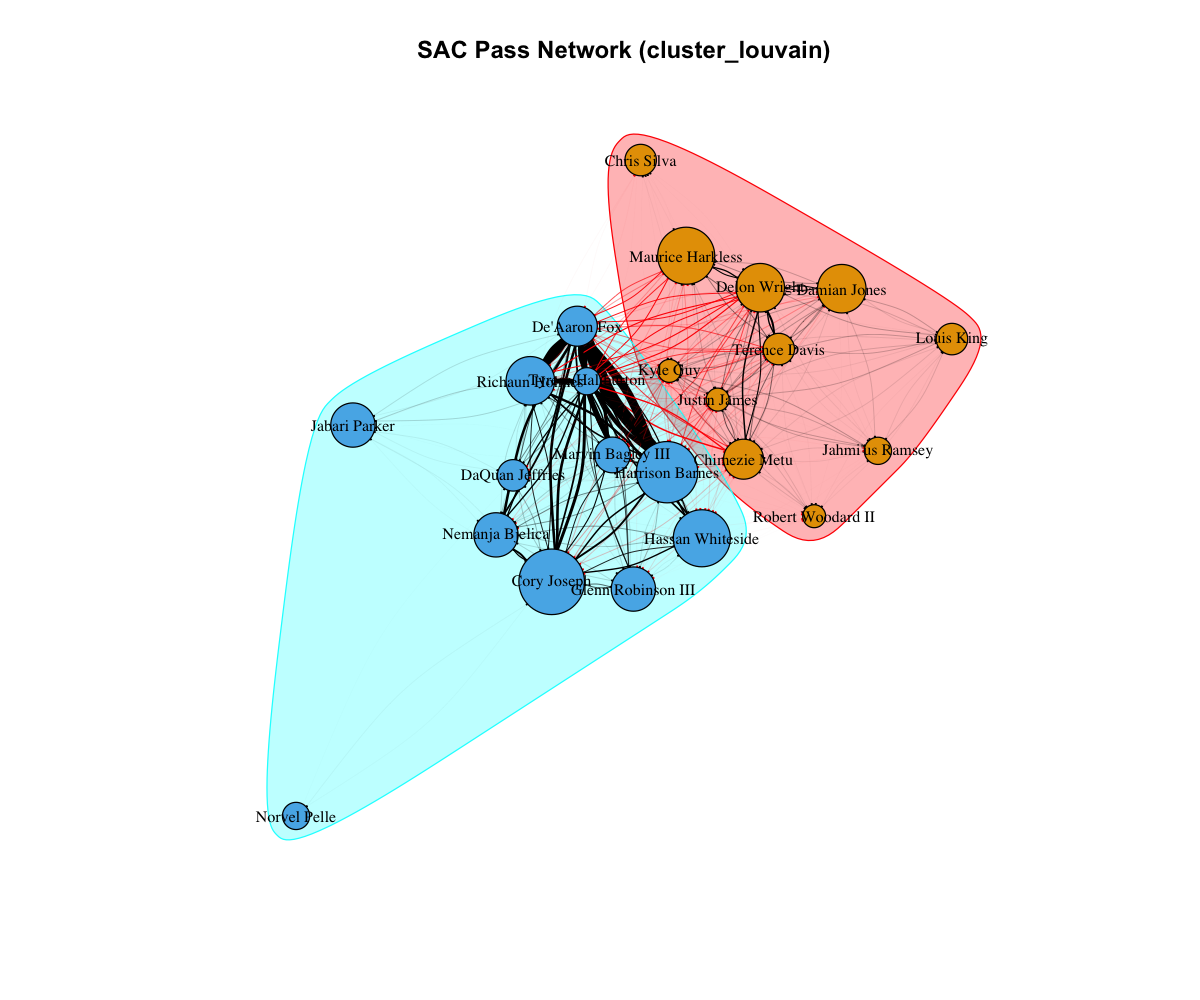 SAC Pass Network (cluster_louvain)
Chris Silva
Maurice Harkless
Delon Wright
Damian Jones
De'Aaron Fox
Louis King
Terence Davis
Kyle Guy
Richaun Holmes
Tyrese Haliburton
Justin James
Jabari Parker
Jahmi'us Ramsey
Marvin Bagley III
Chimezie Metu
Harrison Barnes
DaQuan Jeffries
Robert Woodard II
Nemanja Bjelica
Hassan Whiteside
Cory Joseph
Glenn Robinson III
Norvel Pelle